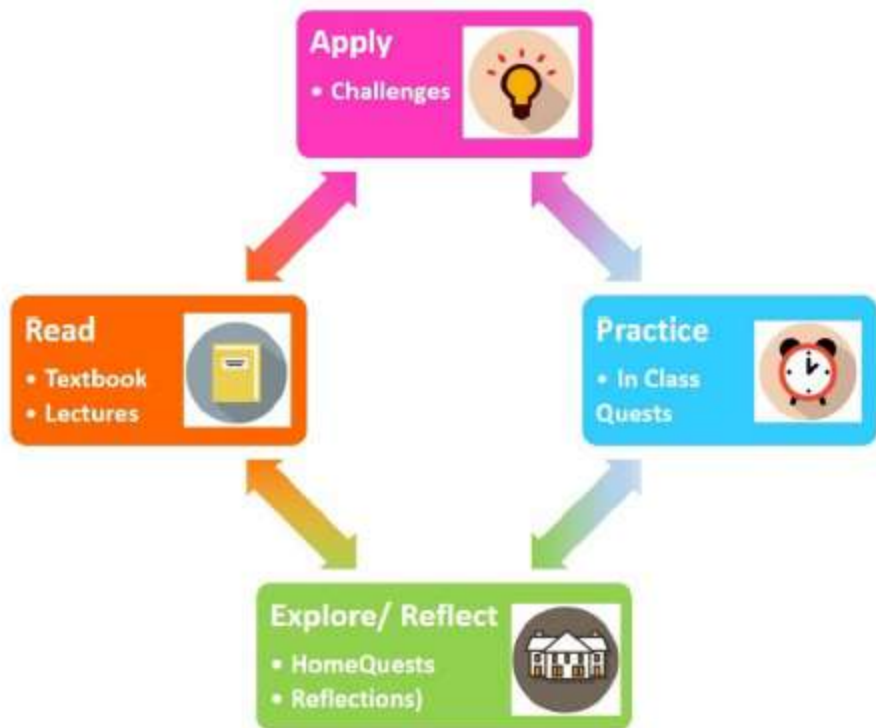 Apply
• Challenges
Read
• Textbook
• Lectures
Practice
• In Class
Quests
Explore/ Reflect
• HomeQuests
• Reflections)